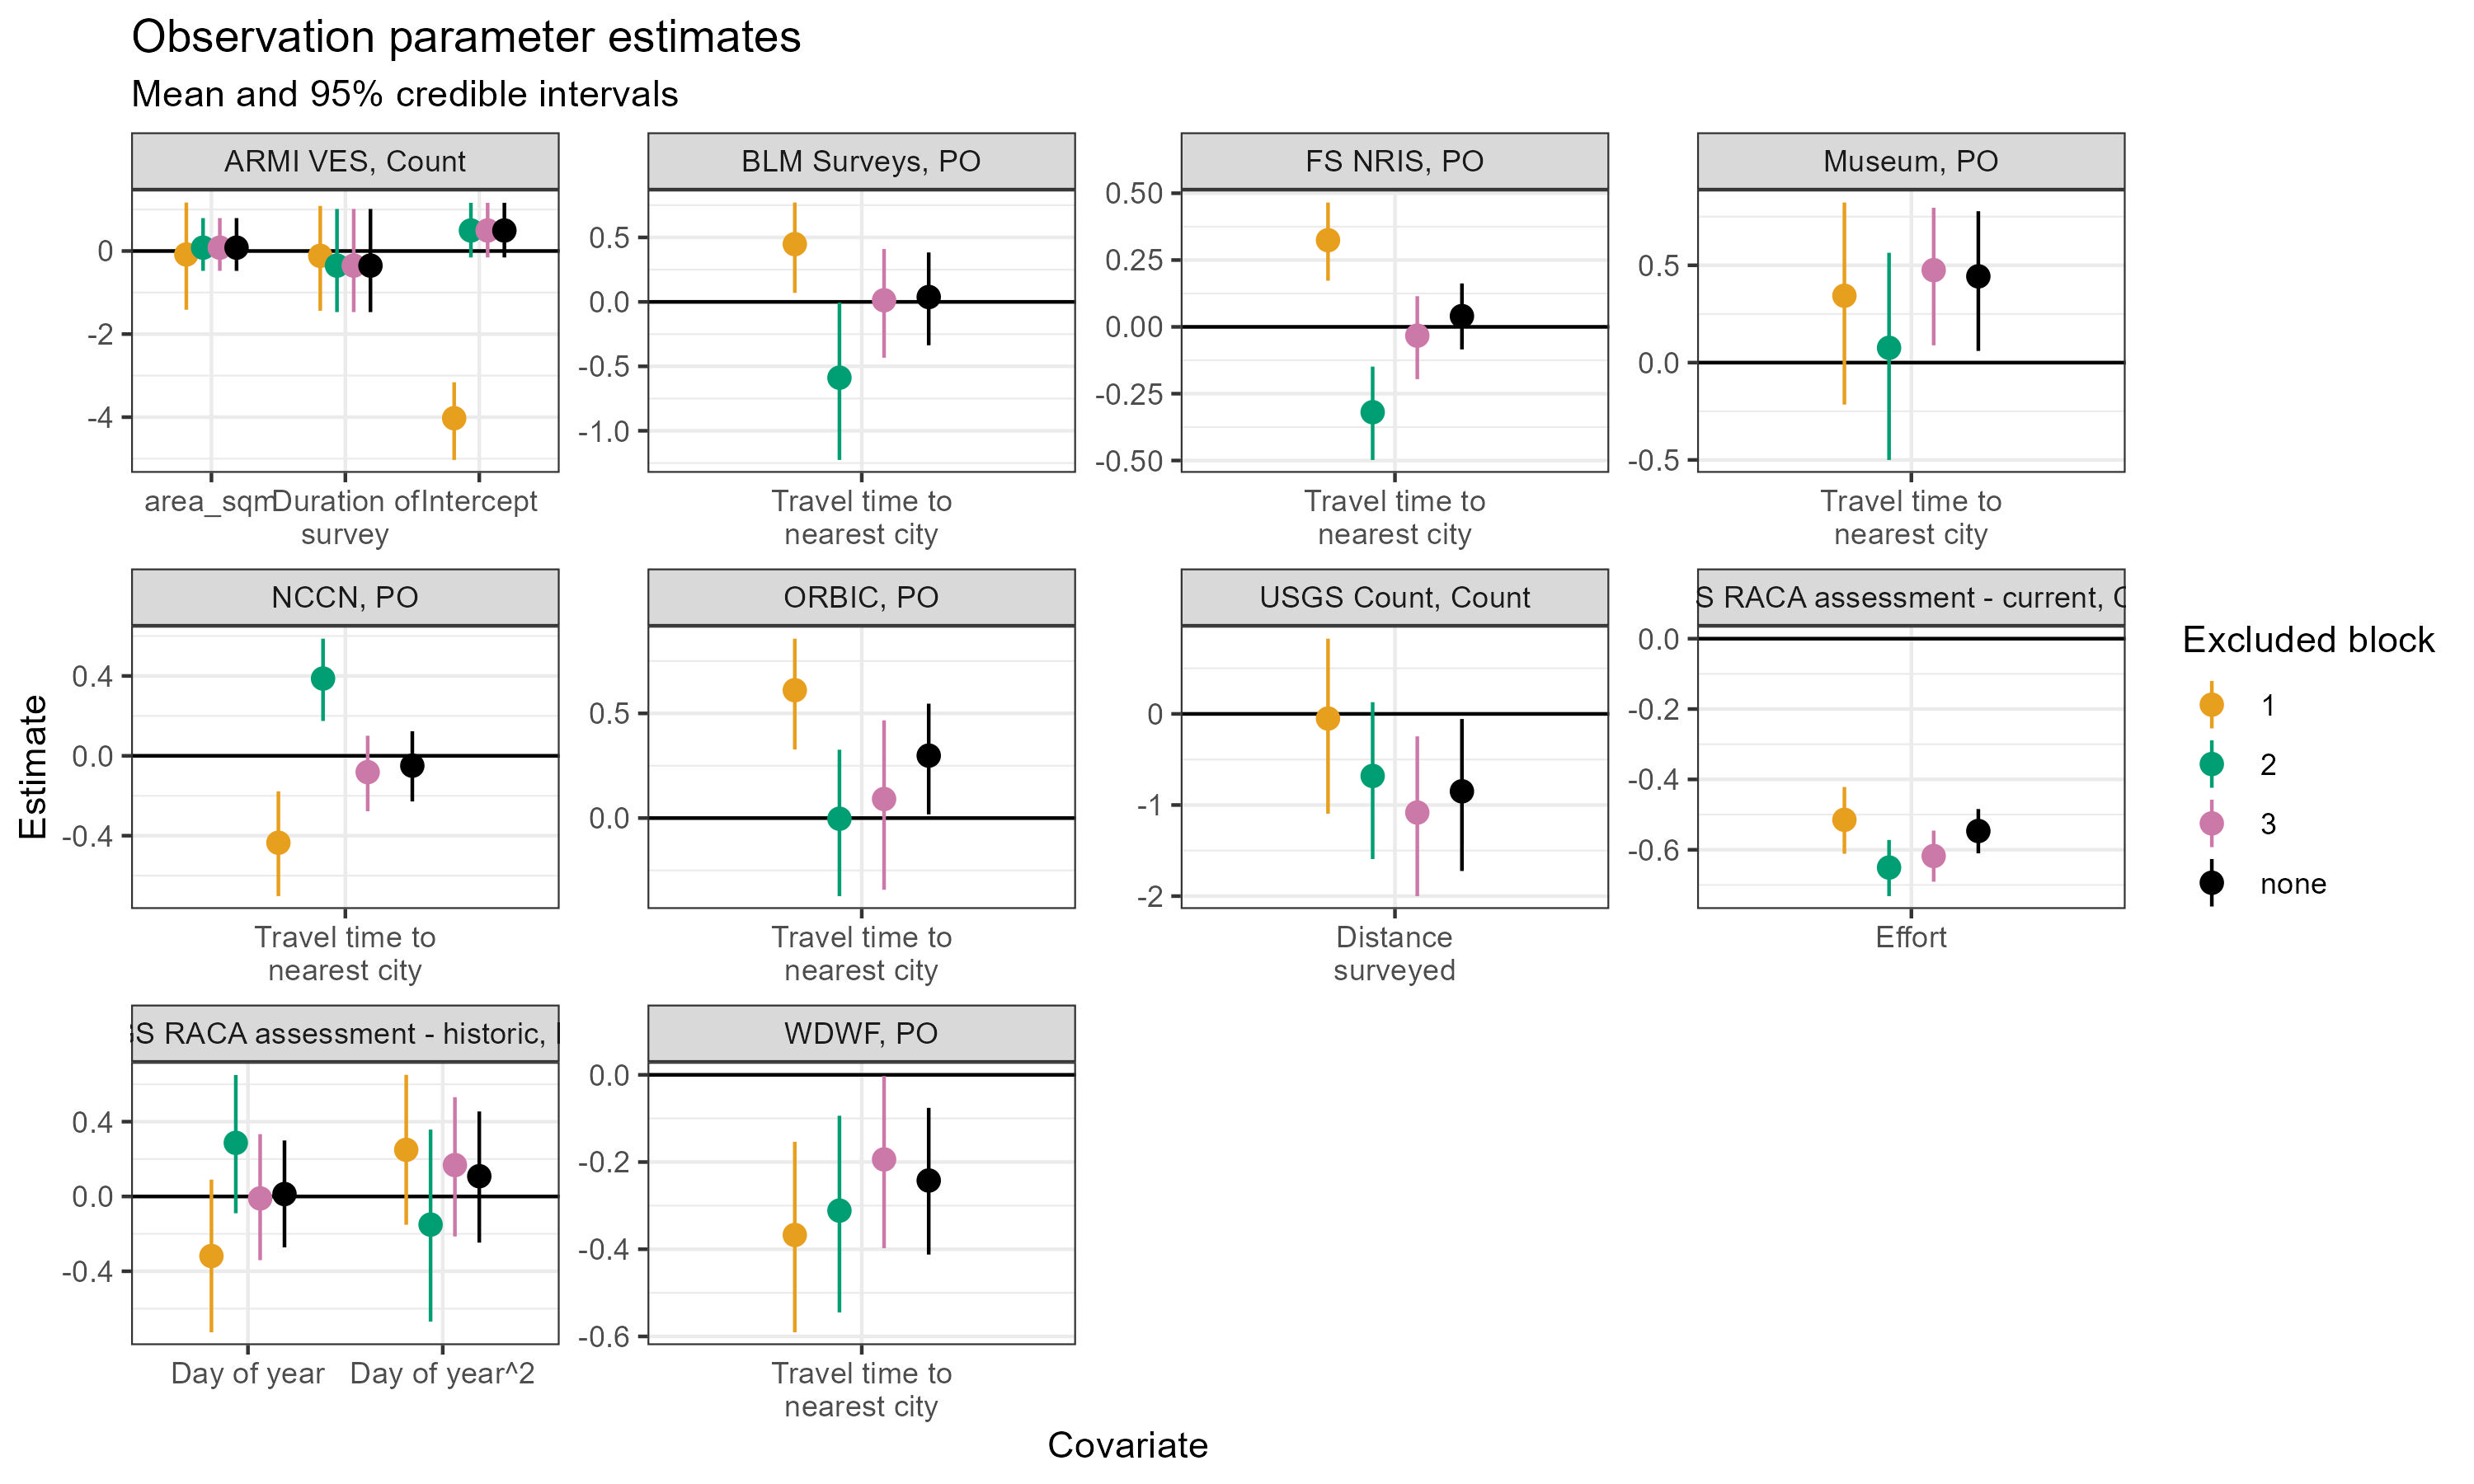 Observation parameter estimates
Mean and 95% credible intervals
ARMI VES, Count
BLM Surveys, PO
FS NRIS, PO
Museum, PO
0
-2
-4
0.5
0.0
-0.5
-1.0
0.50
0.25
0.00
-0.25
-0.50
0.5
0.0
-0.5
area_sqm
Duration of
survey
Intercept
Travel time to
nearest city
Travel time to
nearest city
Travel time to
nearest city
NCCN, PO
ORBIC, PO
USGS Count, Count
S RACA assessment - current,
0.4
0.0
-0.4
0.5
0.0
0
-1
-2
0.0
-0.2
-0.4
-0.6
Travel time to
nearest city
Travel time to
nearest city
Distance
surveyed
Effort
Estimate
Excluded block
1
2
3
none
GS RACA assessment - historic,
WDWF, PO
0.4
0.0
-0.4
0.0
-0.2
-0.4
-0.6
Day of year
Day of year^2
Travel time to
nearest city
Covariate